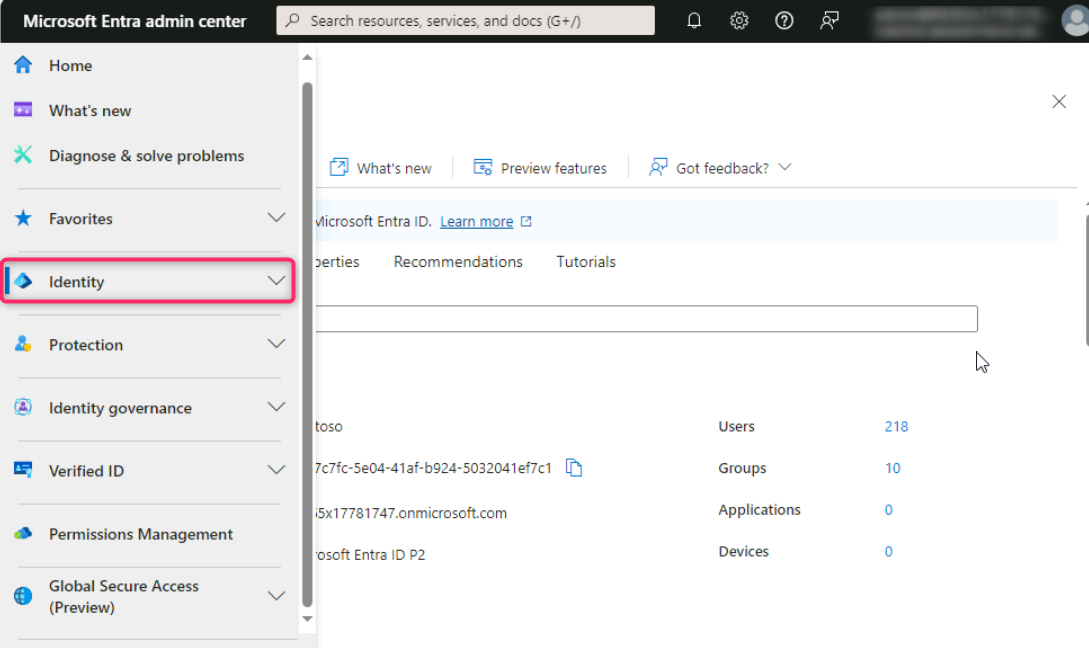 Microsoft Entra admin center
Search resources, services, and docs (G+/)
Home
What's new
Diagnose & solve problems
Favorites
Identity
Protection
Identity governance
Verified ID
Permissions Management
Global Secure Access
(Preview)
What's new
Preview features
Got feedback?
Microsoft Entra ID. Learn more
perties
Recommendations
Tutorials
toso
Users
218
7c7fc-5e04-41af-b924-5032041ef7c1
Groups
10
55x17781747.onmicrosoft.com
Applications
0
rosoft Entra ID P2
Devices
0